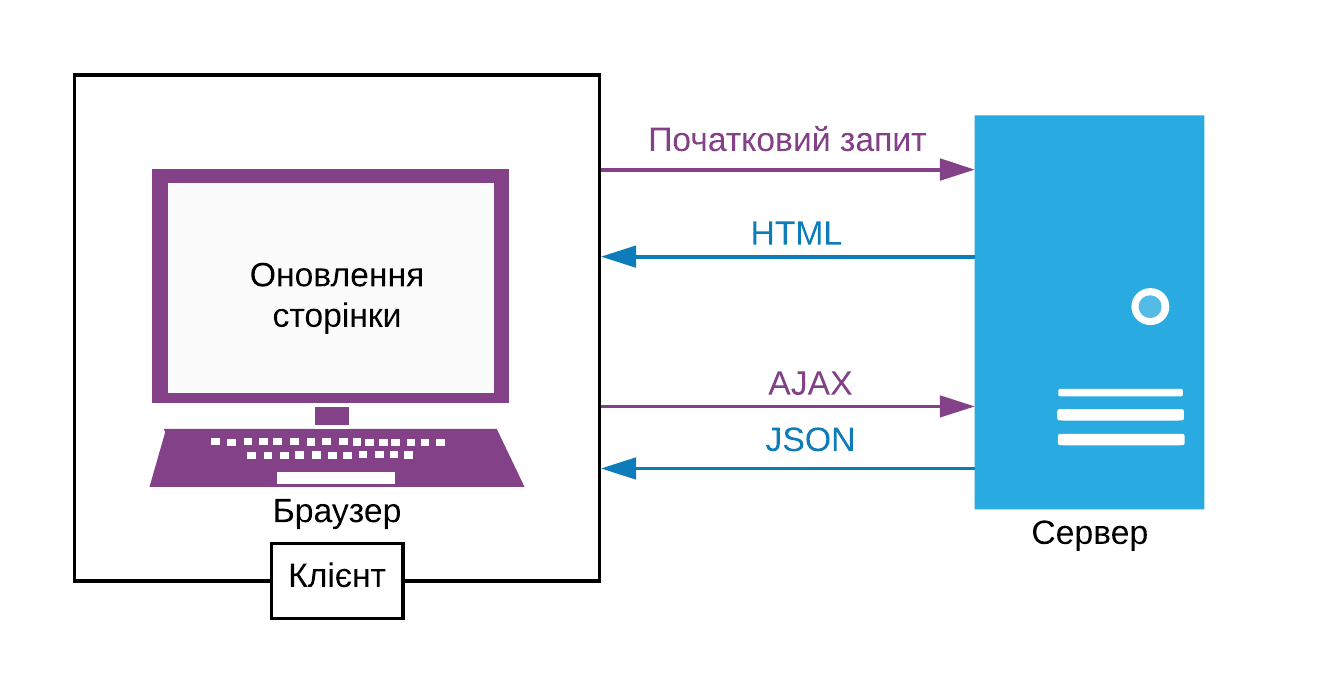 Початковий запит
HTML
Оновлення
сторінки
AJAX
JSON
Браузер
Сервер
Клієнт